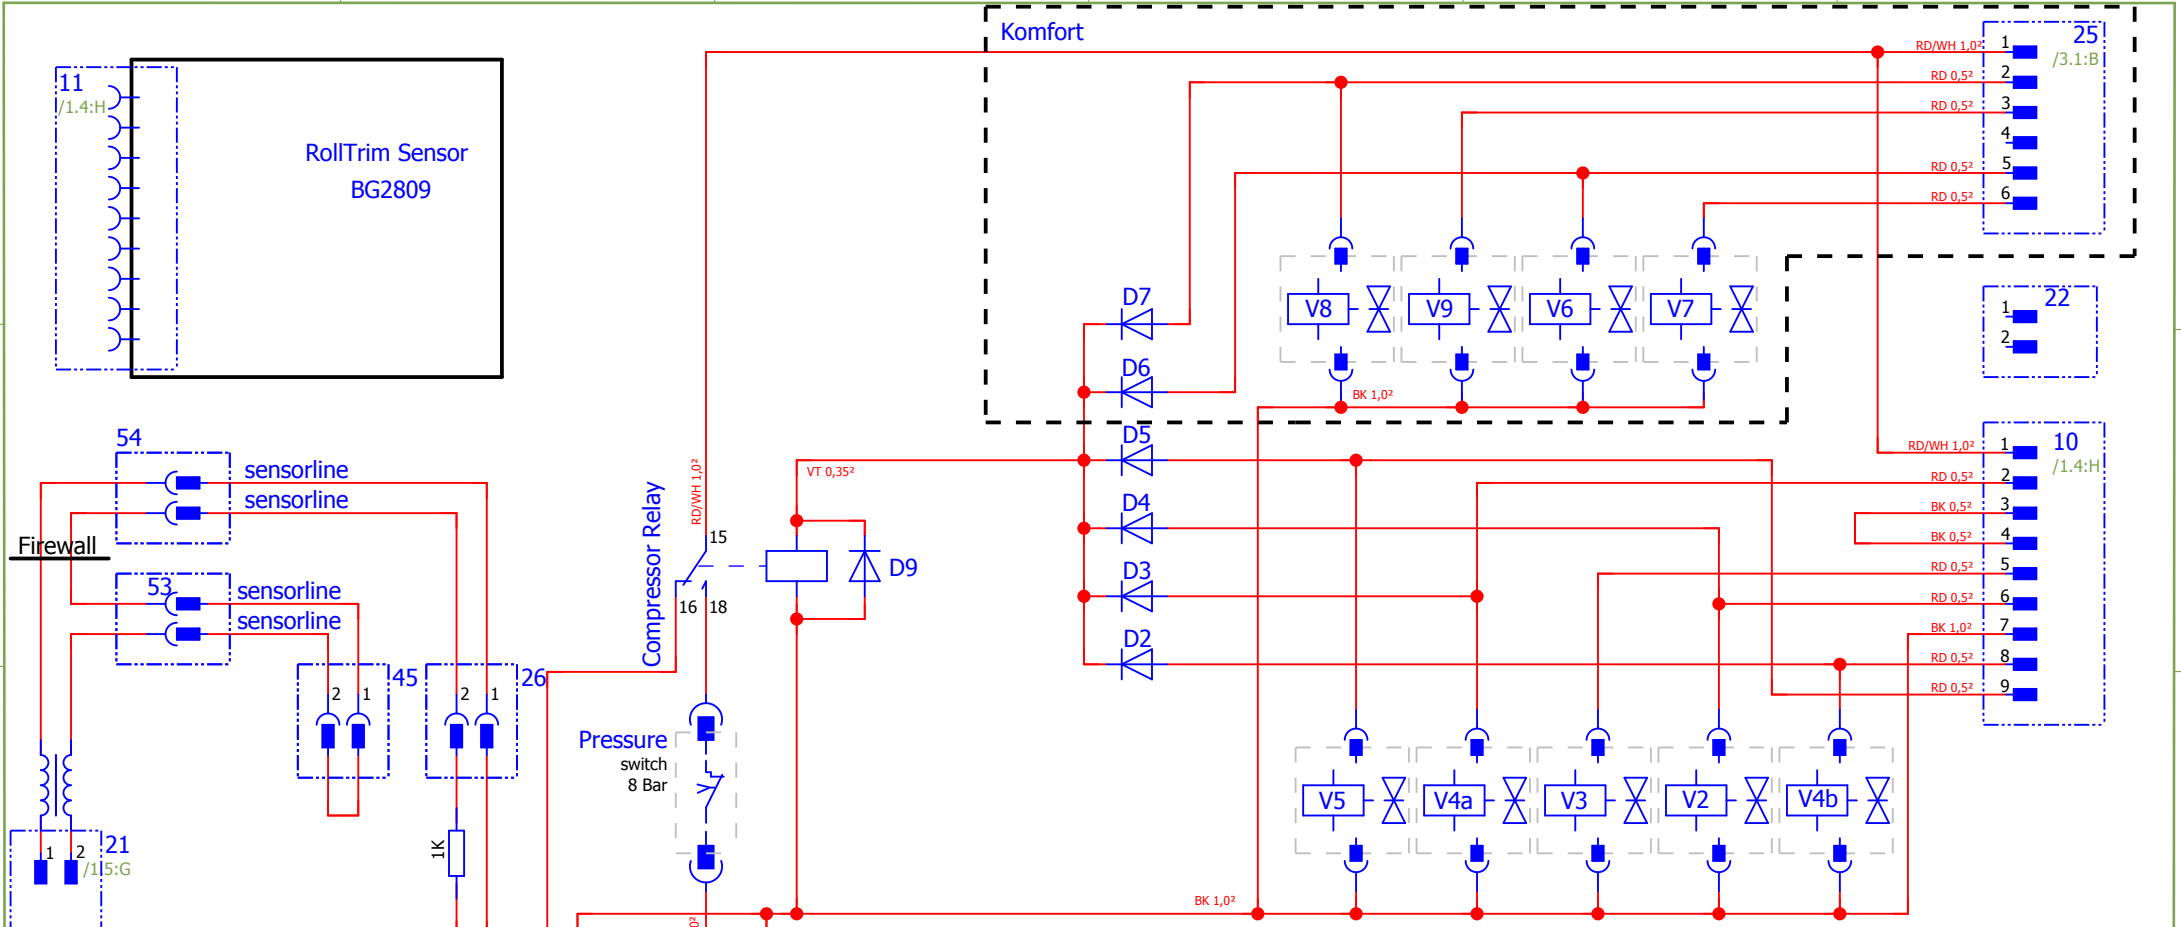 Komfort
11
/1.4:H
RollTrim Sensor
BG2809
RD/WH 1,0²
1
25
/3.1:B
RD 0,5²
2
RD 0,5²
3
4
RD 0,5²
5
RD 0,5²
6
V8
V9
V6
V7
D7
D6
BK 1,0²
22
1
2
54
sensorline
sensorline
Firewall
53
sensorline
sensorline
45
2
1
26
2
1
1K
21
1
2
/1.5:G
Compressor Relay
RD/WH 1,0²
15
16
18
VT 0,35²
D9
Pressure
switch
8 Bar
0²
D5
D4
D3
D2
RD/WH 1,0²
1
10
/1.4:H
RD 0,5²
2
BK 0,5²
3
BK 0,5²
4
RD 0,5²
5
RD 0,5²
6
BK 1,0²
7
RD 0,5²
8
RD 0,5²
9
V5
V4a
V3
V2
V4b
BK 1,0²